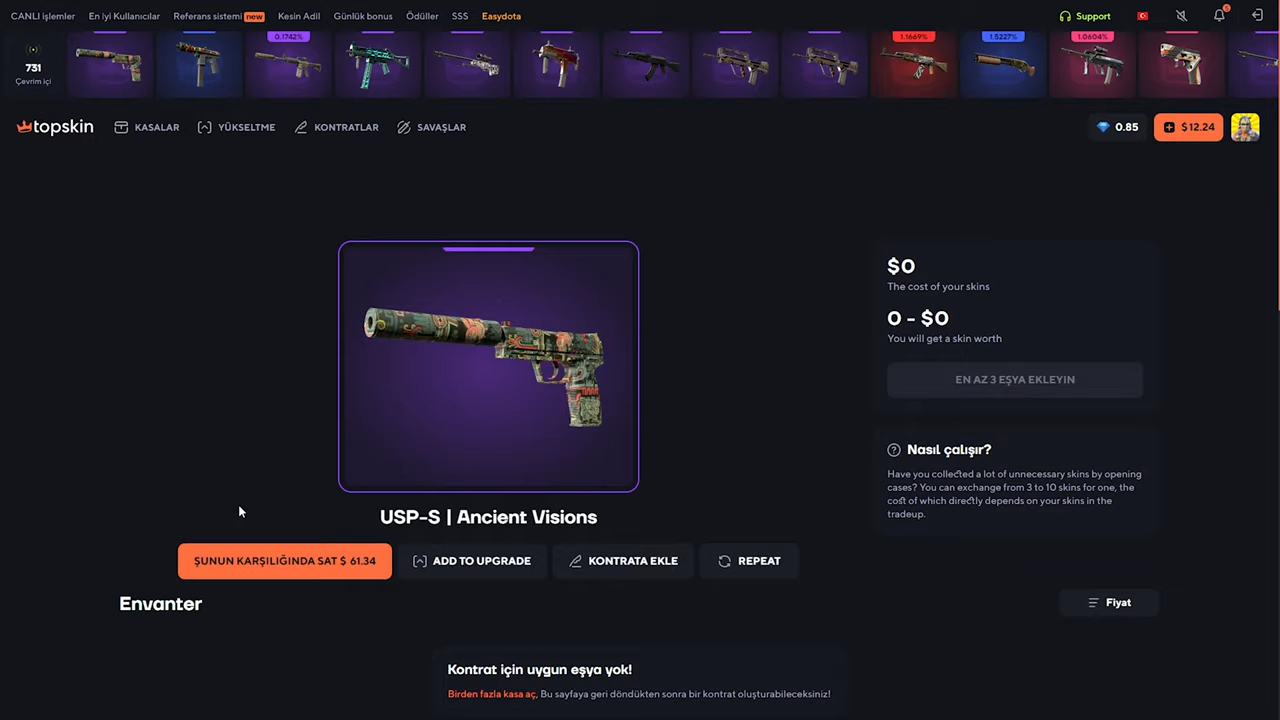 CANLI işlemler
En iyi Kullanıcılar
Referans sistemi new
Kesin Adil
Günlük bonus
Ödüller
SSS
Easydota
Support
5
731
Çevrim içi
0.1742%
1.1669%
1.5227%
1.0604%
topskin
KASALAR
YÜKSELTME
KONTRATLAR
SAVAŞLAR
0.85
$ 12.24
$0
The cost of your skins
0 - $0
You will get a skin worth
EN AZ 3 EŞYA EKLEYIN
? Nasıl çalışır?
Have you collected a lot of unnecessary skins by opening
cases? You can exchange from 3 to 10 skins for one, the
cost of which directly depends on your skins in the
tradeup.
USP-S | Ancient Visions
ŞUNUN KARŞILIĞINDA SAT $ 61.34
ADD TO UPGRADE
KONTRATA EKLE
REPEAT
Envanter
Fiyat
Kontrat için uygun eşya yok!
Birden fazla kasa aç, Bu sayfaya geri döndükten sonra bir kontrat oluşturabileceksiniz!